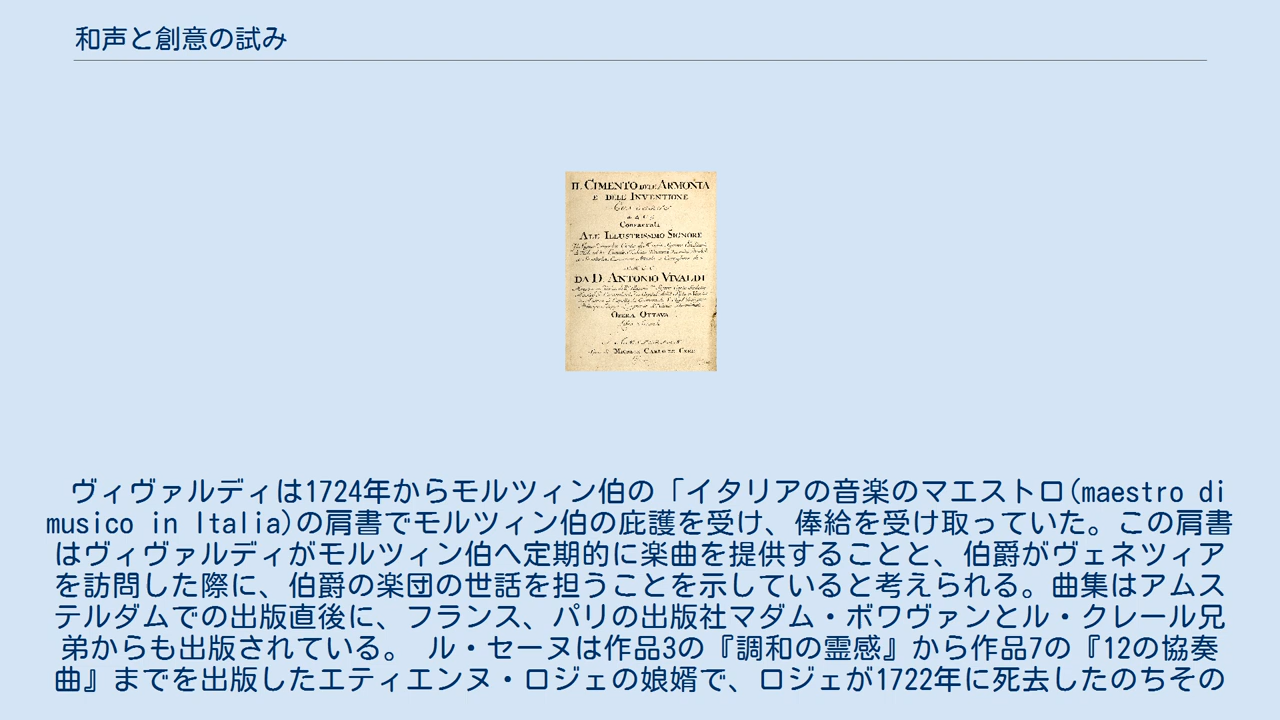 和声と創意の試み
IL CIMENTO DELL'ARMONIA
E DELL'INVENTIONE
Consacrati
ALL' ILLUSTRISSIMO SIGNORE
DA D. ANTONIO VIVALDI
OPERA OTTAVA
Libro Secondo
ヴィヴァルディは1724年からモルツィン伯の「イタリアの音楽のマエストロ(maestro di
musico in Italia)の肩書でモルツィン伯の庇護を受け、俸給を受け取っていた。この肩書
はヴィヴァルディがモルツィン伯へ定期的に楽曲を提供することと、伯爵がヴェネツィア
を訪問した際に、伯爵の楽団の世話を担うことを示していると考えられる。曲集はアムス
テルダムでの出版直後に、フランス、パリの出版社マダム・ボワヴァンとル・クレール兄
弟からも出版されている。 ル・セーヌは作品3の『調和の霊感』から作品7の『12の協奏
曲』までを出版したエティエンヌ・ロジェの娘婿で、ロジェが1722年に死去したのちその